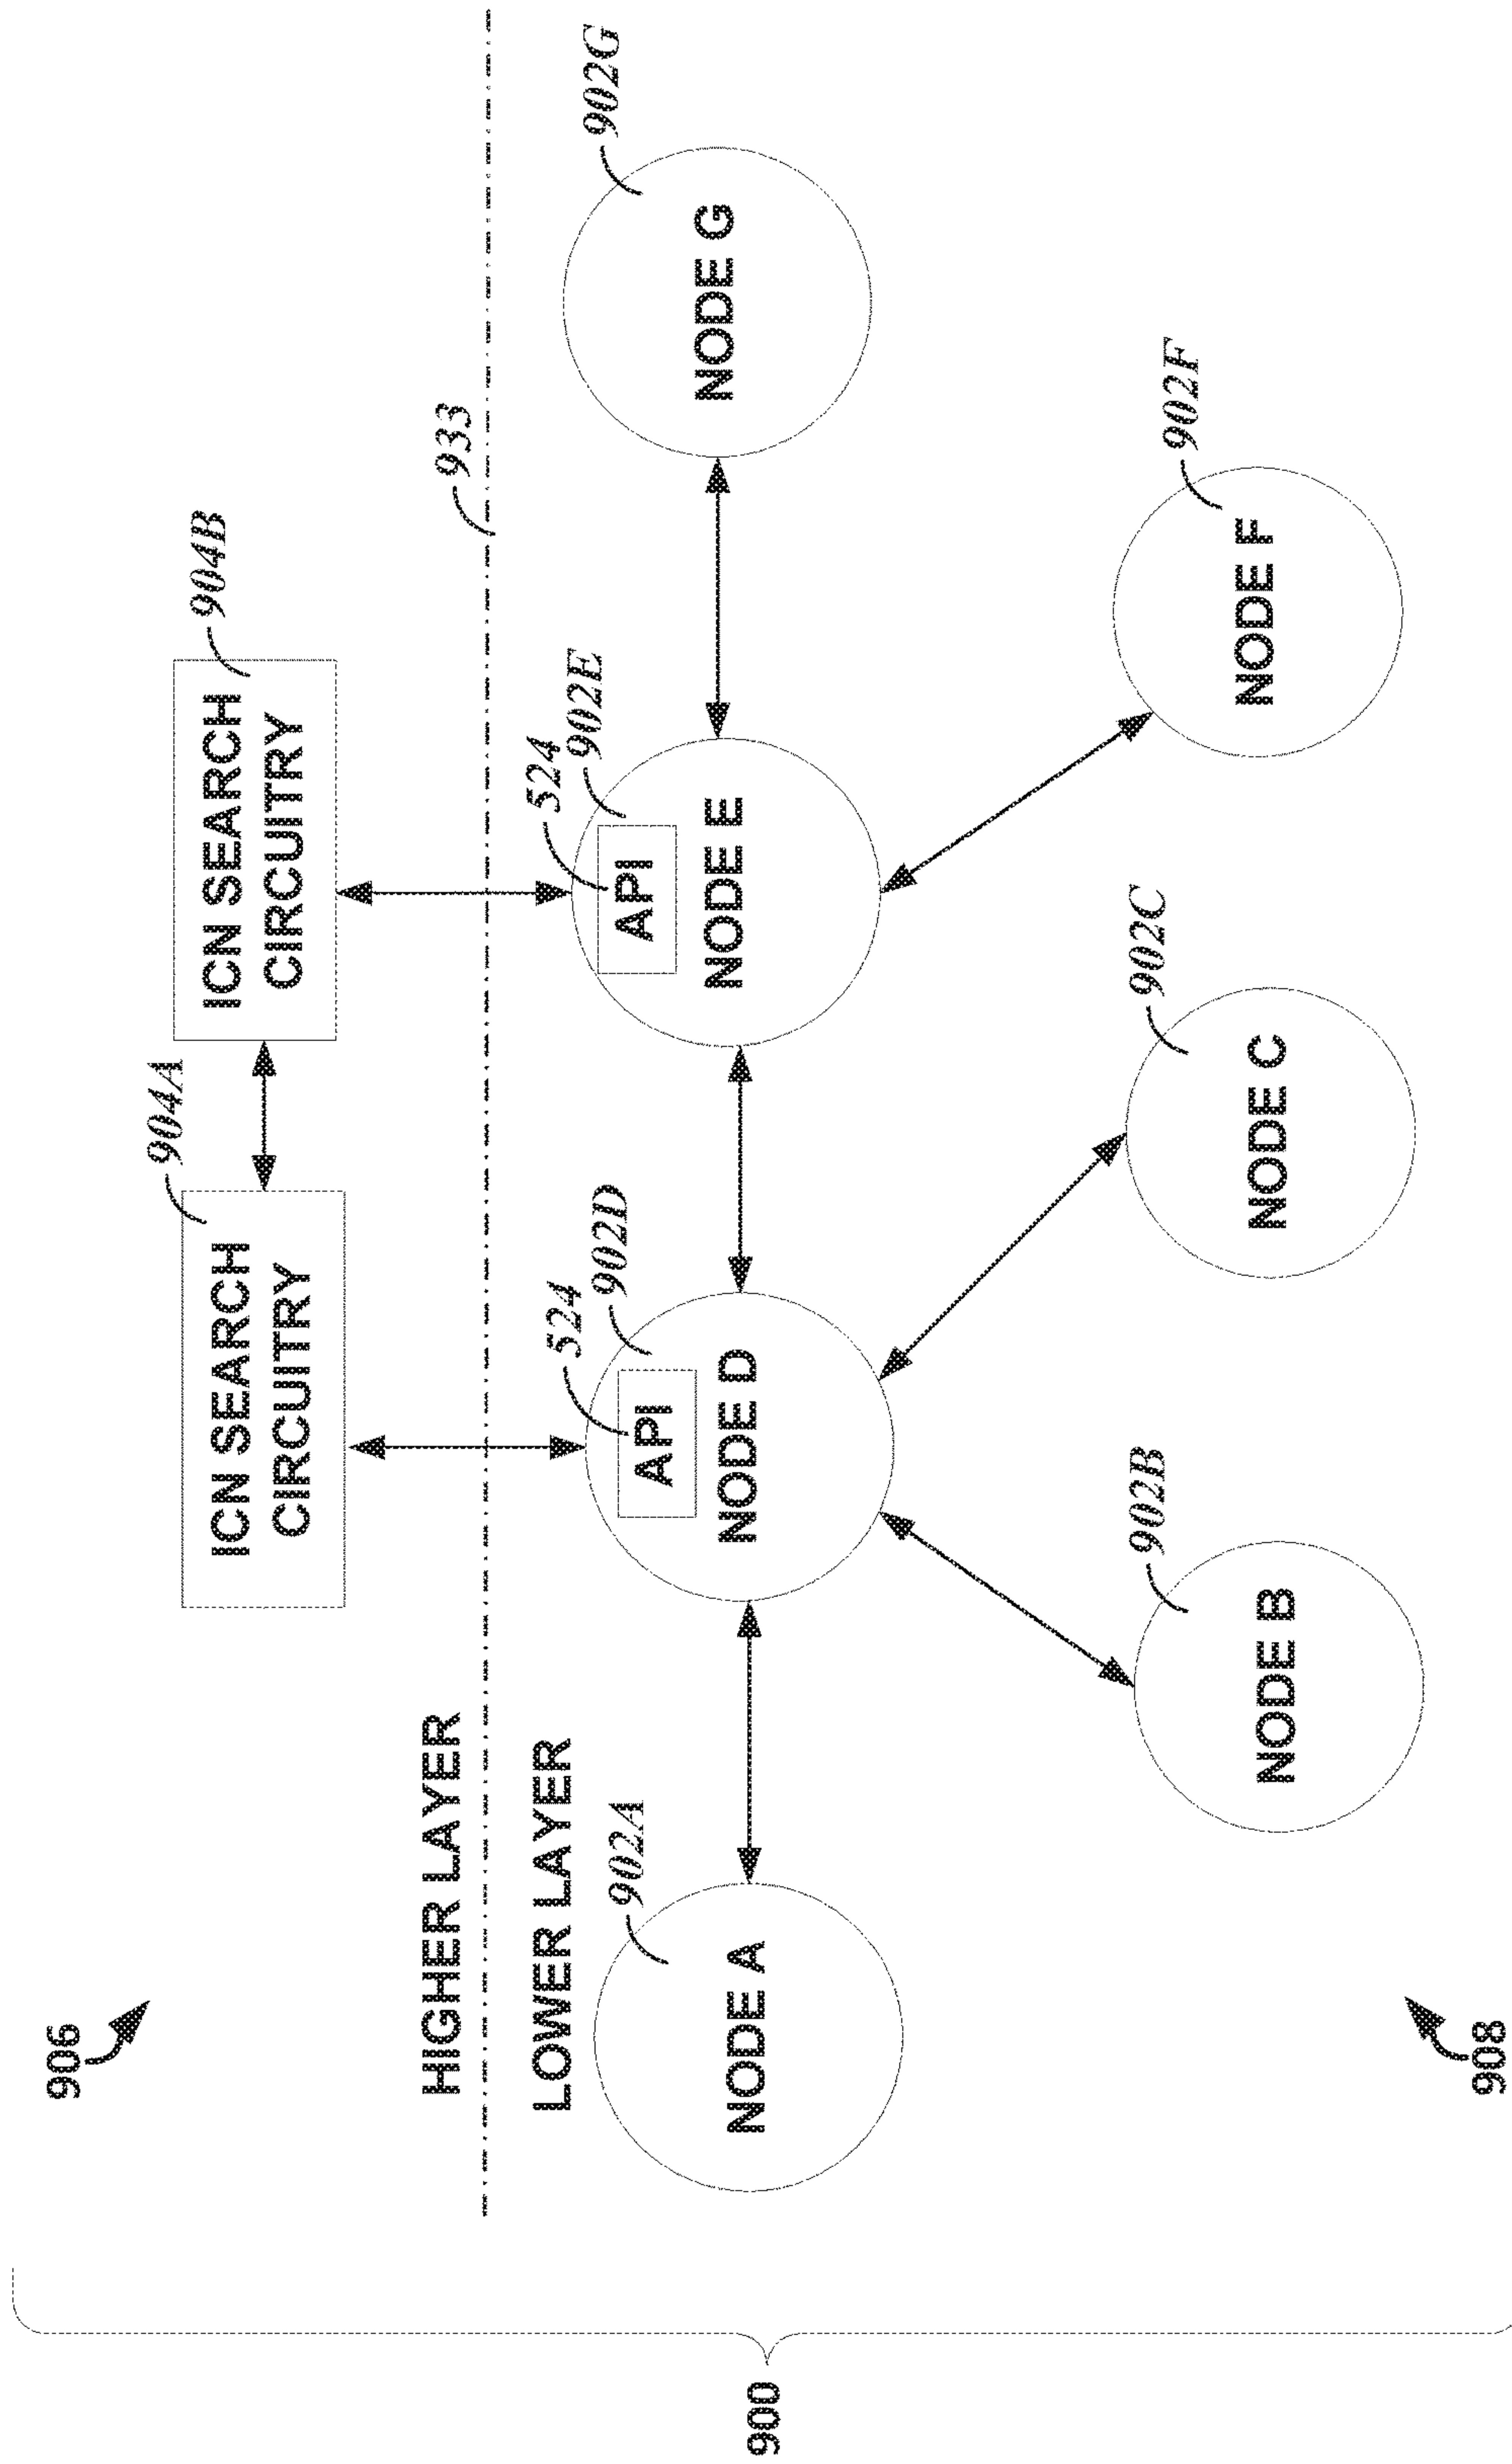 906
904A
904B
ICN SEARCH
CIRCUITRY
ICN SEARCH
CIRCUITRY
HIGHER LAYER
933
LOWER LAYER
902A
NODE A
524
902D
API
NODE D
524
902E
API
NODE E
902G
NODE G
902B
NODE B
902C
NODE C
902F
NODE F
908
900